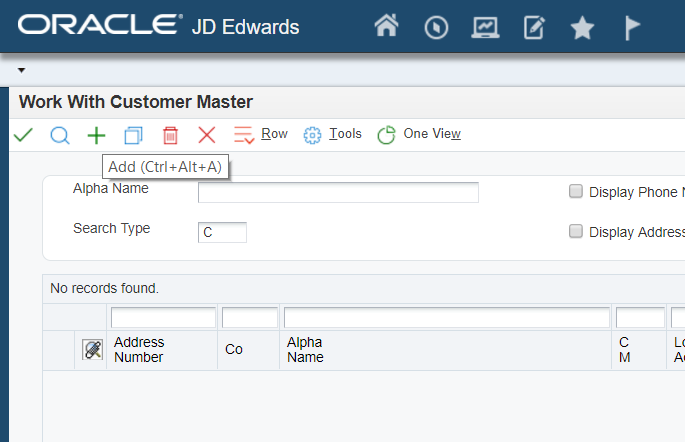 ORACLE JD Edwards
Work With Customer Master
Row Tools One View
Add (Ctrl+Alt+A)
Alpha Name
Display Phone N
Search Type C
Display Address
No records found.
Address Number
Co
Alpha Name
C M
Lo
Ac